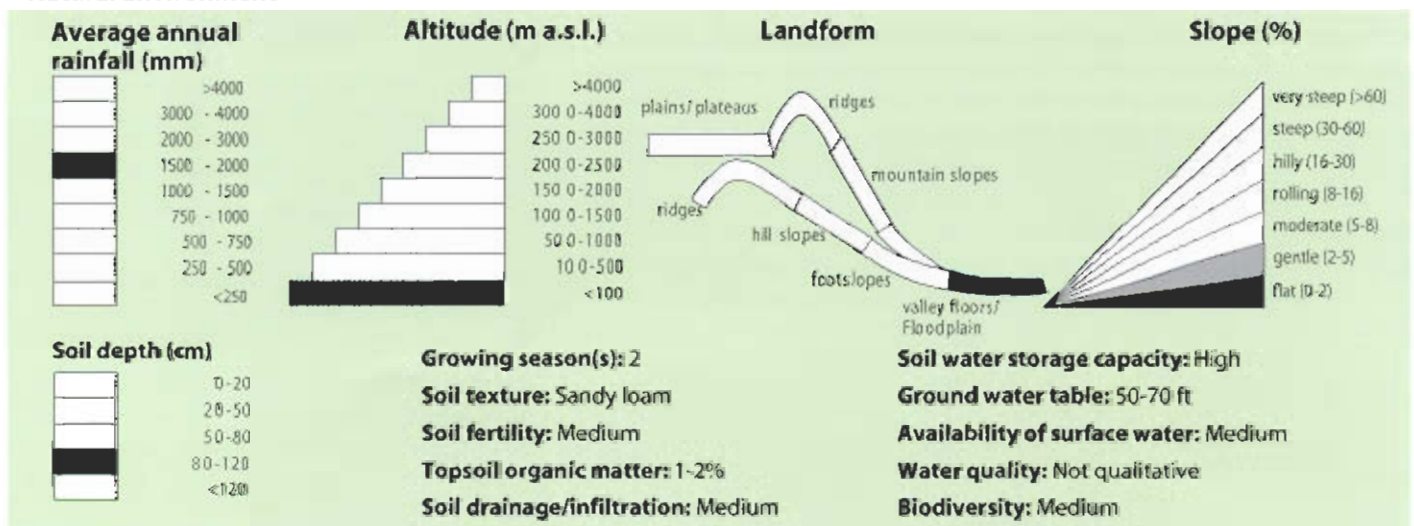 Average annual
rainfall (mm)
>4000
3000 - 4000
2000 - 3000
1500 - 2000
1000 - 1500
750 - 1000
500 - 750
250 - 500
<250
Altitude (m a.s.l.)
>4000
300 0-4000
250 0-3000
200 0-2500
150 0-2000
100 0-1500
50 0-1000
10 0-500
<100
Landform
plains/plateaus
ridges
mountain slopes
ridges
hill slopes
footslopes
valley floors/
Floodplain
Slope (%)
very steep (>60)
steep (30-60)
hilly (16-30)
rolling (8-16)
moderate (5-8)
gentle (2-5)
flat (0-2)
Soil depth (cm)
0-20
20-50
50-80
80-120
<120
Growing season(s): 2
Soil texture: Sandy loam
Soil fertility: Medium
Topsoil organic matter: 1-2%
Soil drainage/infiltration: Medium
Soil water storage capacity: High
Ground water table: 50-70 ft
Availability of surface water: Medium
Water quality: Not qualitative
Biodiversity: Medium